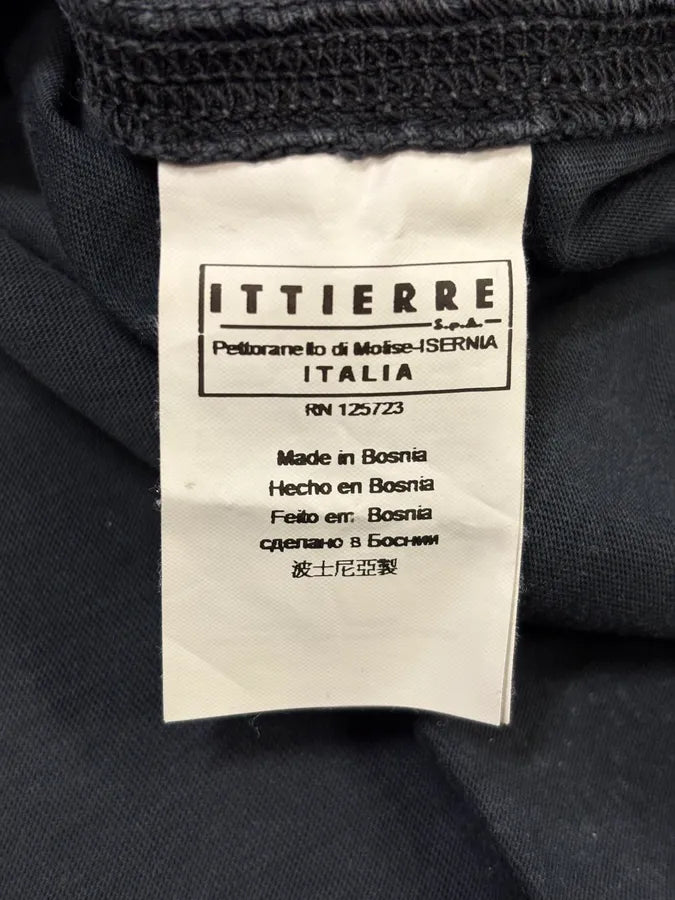 ITTIERRE
S.p.A.
Pettoranello di Molise-ISERNIA
ITALIA
RN 125723
Made in Bosnia
Hecho en Bosnia
Feito em Bosnia
сделано в Боснии
波士尼亞製